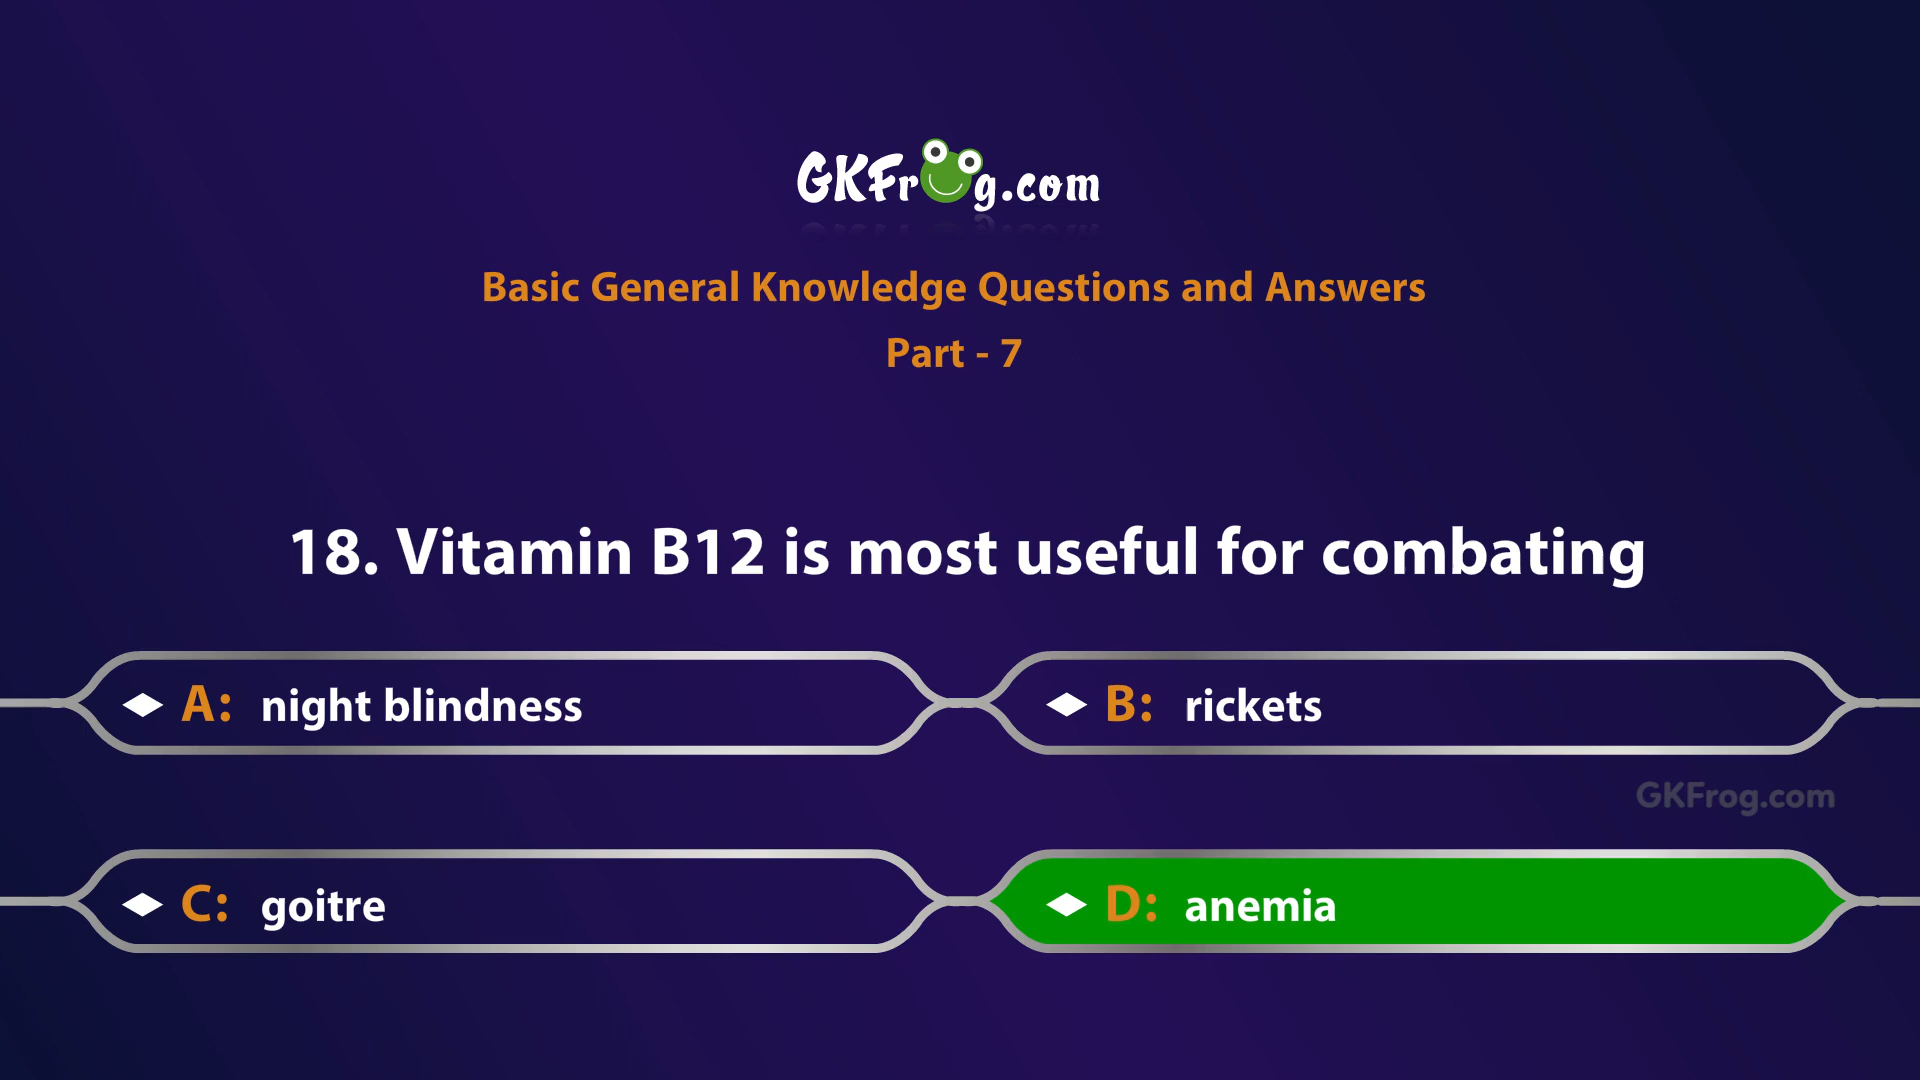 GKFrog.com
Basic General Knowledge Questions and Answers
Part - 7
18. Vitamin B12 is most useful for combating
A: night blindness
B: rickets
GKFrog.com
C: goitre
D: anemia